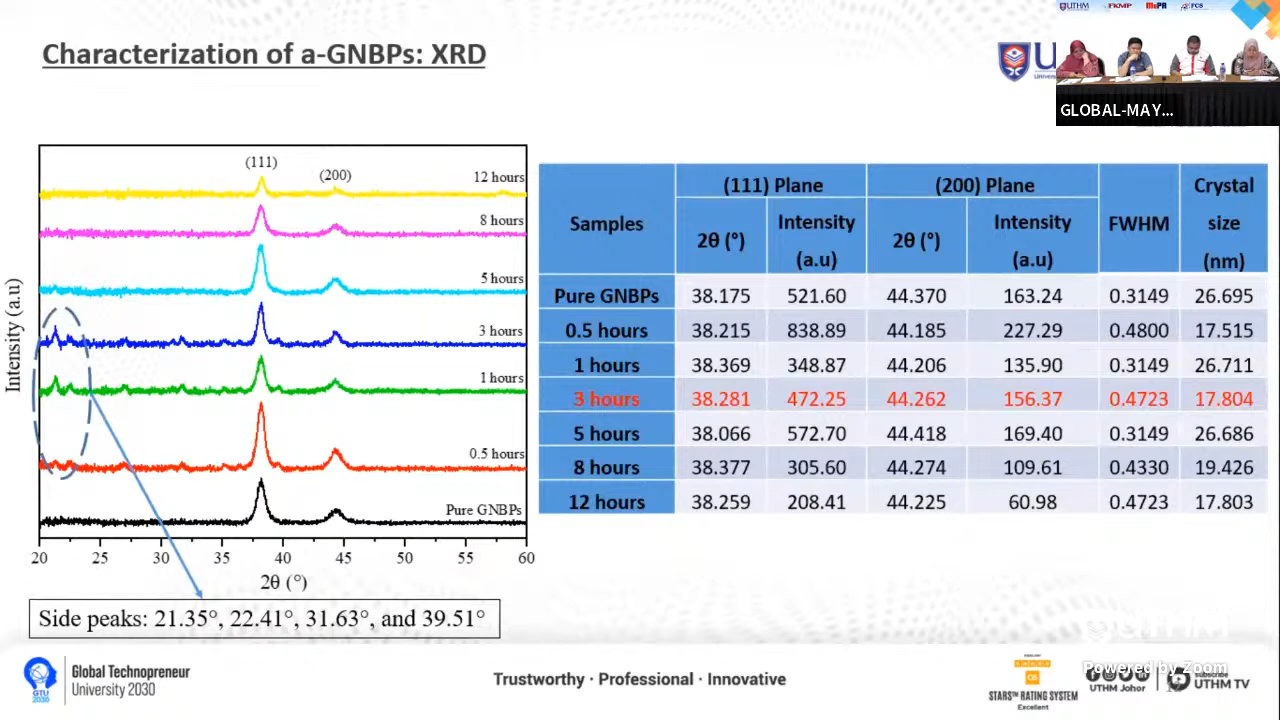 UTHM FKMP MePR FCS
Characterization of a-GNBPs: XRD
GLOBAL-MAY...
(111)
(200)
12 hours
8 hours
5 hours
3 hours
1 hours
0.5 hours
Pure GNBPs
Intensity (a.u)
20 25 30 35 40 45 50 55 60
2θ (°)
Side peaks: 21.35°, 22.41°, 31.63°, and 39.51°
Samples (111) Plane (200) Plane FWHM Crystal size (nm)
2θ (°) Intensity (a.u) 2θ (°) Intensity (a.u)
Pure GNBPs 38.175 521.60 44.370 163.24 0.3149 26.695
0.5 hours 38.215 838.89 44.185 227.29 0.4800 17.515
1 hours 38.369 348.87 44.206 135.90 0.3149 26.711
3 hours 38.281 472.25 44.262 156.37 0.4723 17.804
5 hours 38.066 572.70 44.418 169.40 0.3149 26.686
8 hours 38.377 305.60 44.274 109.61 0.4330 19.426
12 hours 38.259 208.41 44.225 60.98 0.4723 17.803
GTU 2030
Global Technopreneur
University 2030
Trustworthy · Professional · Innovative
STARS™ RATING SYSTEM
Excellent
Powered by Zoom
UTHM Johor
subscribe
UTHM TV